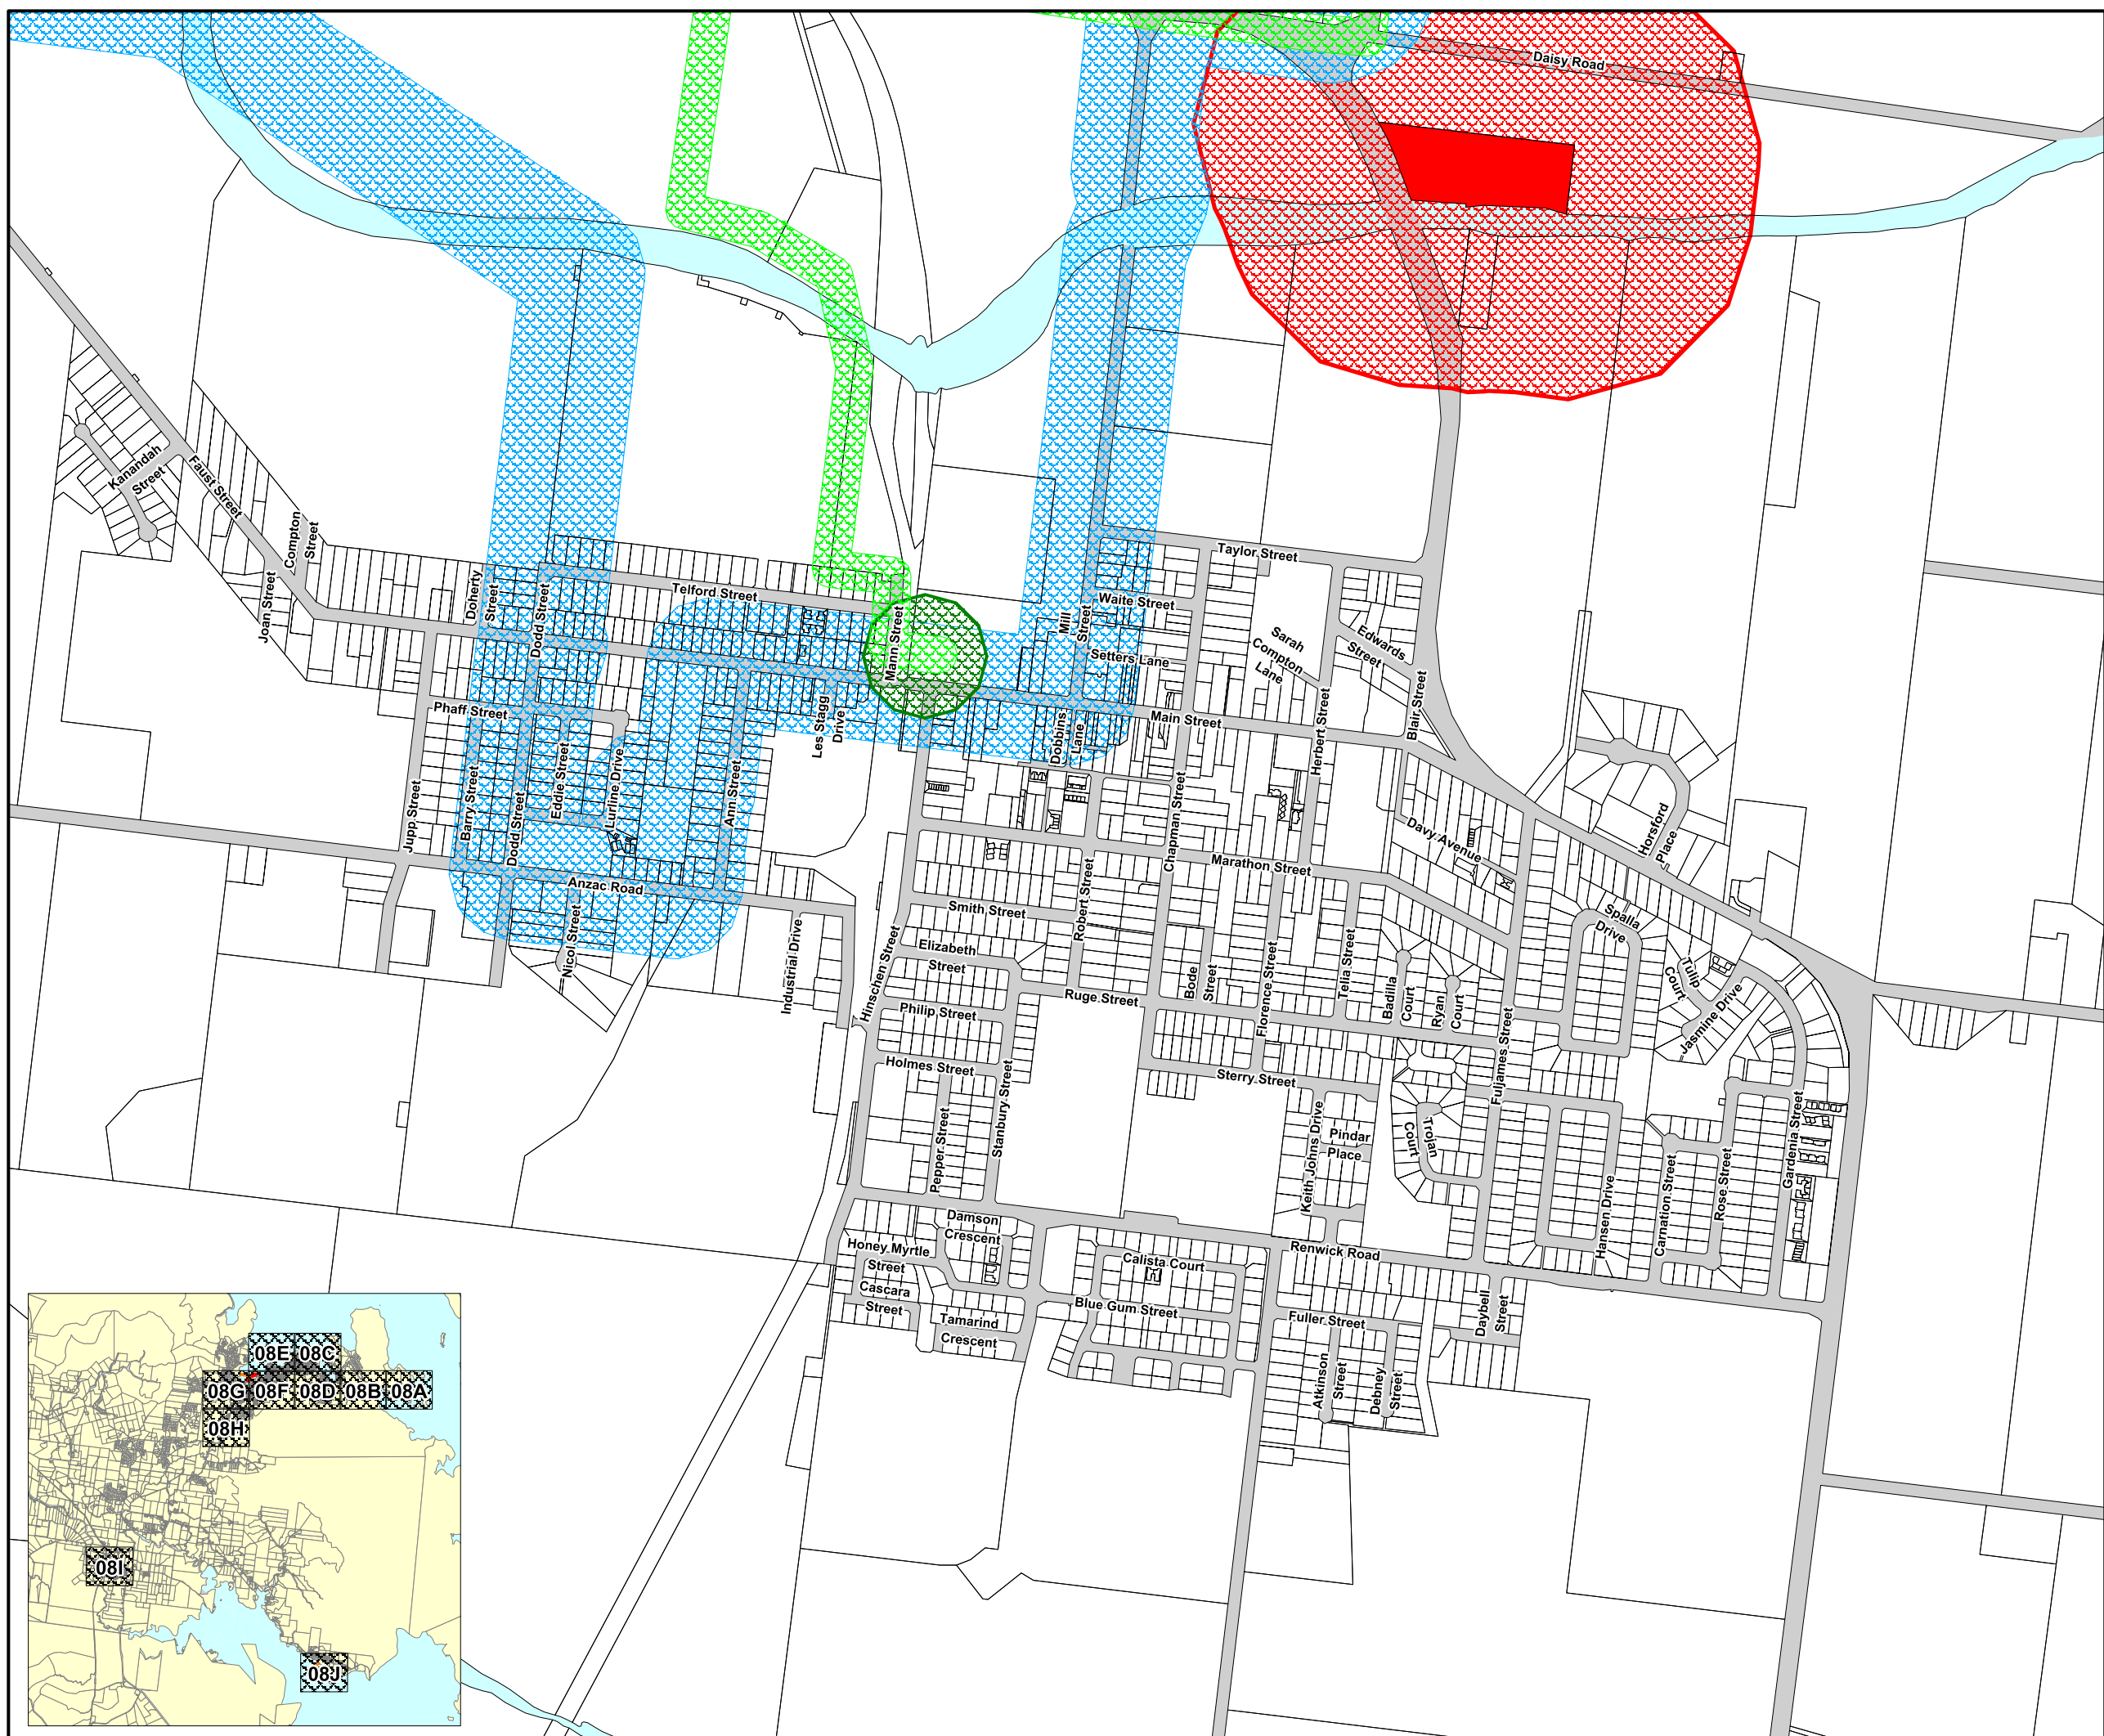 Daisy Road
Kanandah
Street
Faust Street
Compton
Street
Joan Street
Doherty
Street
Dodd Street
Telford Street
Mann Street
Mill
Street
Taylor Street
Waite Street
Setters Lane
Sarah
Compton
Lane
Edwards
Street
Blair Street
Herbert Street
Main Street
Phaff Street
Les Stagg
Drive
Dobbins
Lane
Jupp Street
Barry Street
Dodd Street
Eddie Street
Lurline Drive
Ann Street
Chapman Street
Davy Avenue
Horsford
Place
Marathon Street
Anzac Road
Nicol Street
Industrial Drive
Smith Street
Robert Street
Elizabeth
Street
Hinschen Street
Philip Street
Ruge Street
Bode
Street
Florence Street
Telia Street
Badilla
Court
Ryan
Court
Spalla
Drive
Tulip
Court
Jasmine Drive
Fuljames Street
Holmes Street
Stanbury Street
Pepper Street
Sterry Street
Keith Johns Drive
Pindar
Place
Trojan
Court
Hansen Drive
Carnation Street
Rose Street
Gardenia Street
Damson
Crescent
Honey Myrtle
Street
Cascara
Street
Tamarind
Crescent
Calista Court
Blue Gum Street
Renwick Road
Fuller Street
Daybell
Street
Atkinson
Street
Debney
Street
08E
08C
08G
08F
08D
08B
08A
08H
08I
08J